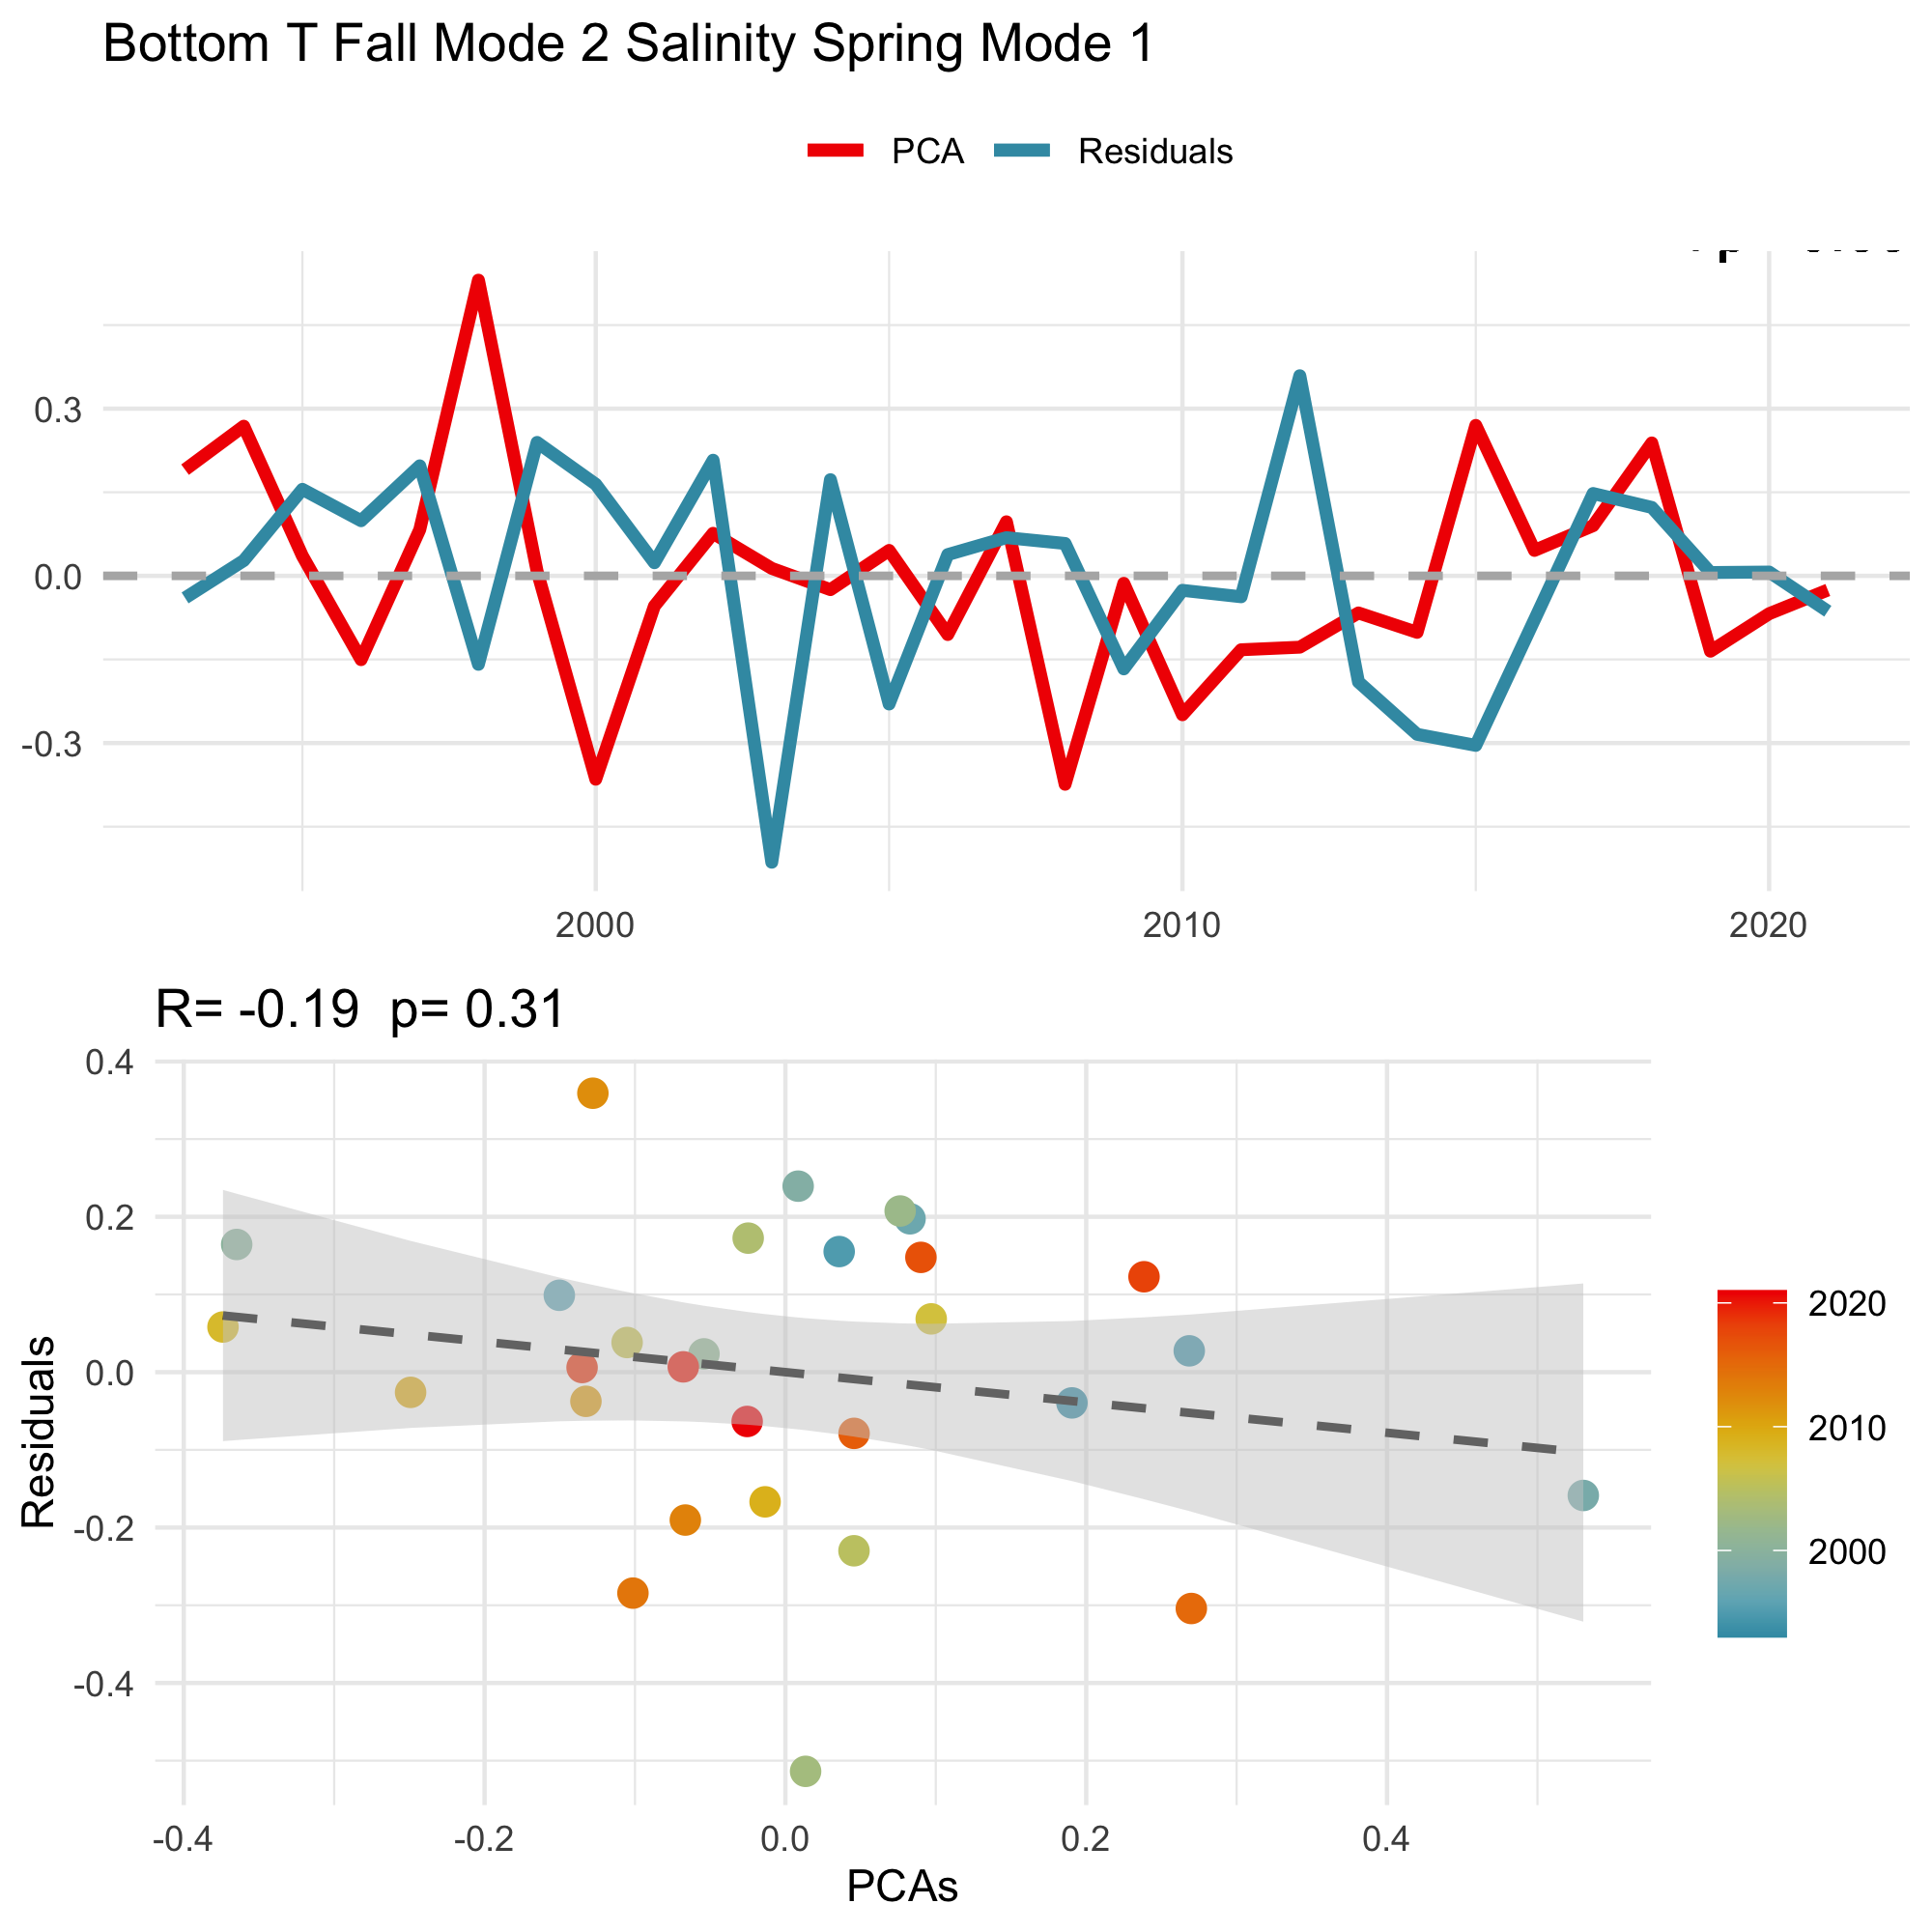 Bottom T Fall Mode 2 Salinity Spring Mode 1
PCA Residuals
0.3
0.0
-0.3
2000 2010 2020
R= -0.19 p= 0.31
Residuals
0.4
0.2
0.0
-0.2
-0.4
-0.4 -0.2 0.0 0.2 0.4
PCAs
2020
2010
2000